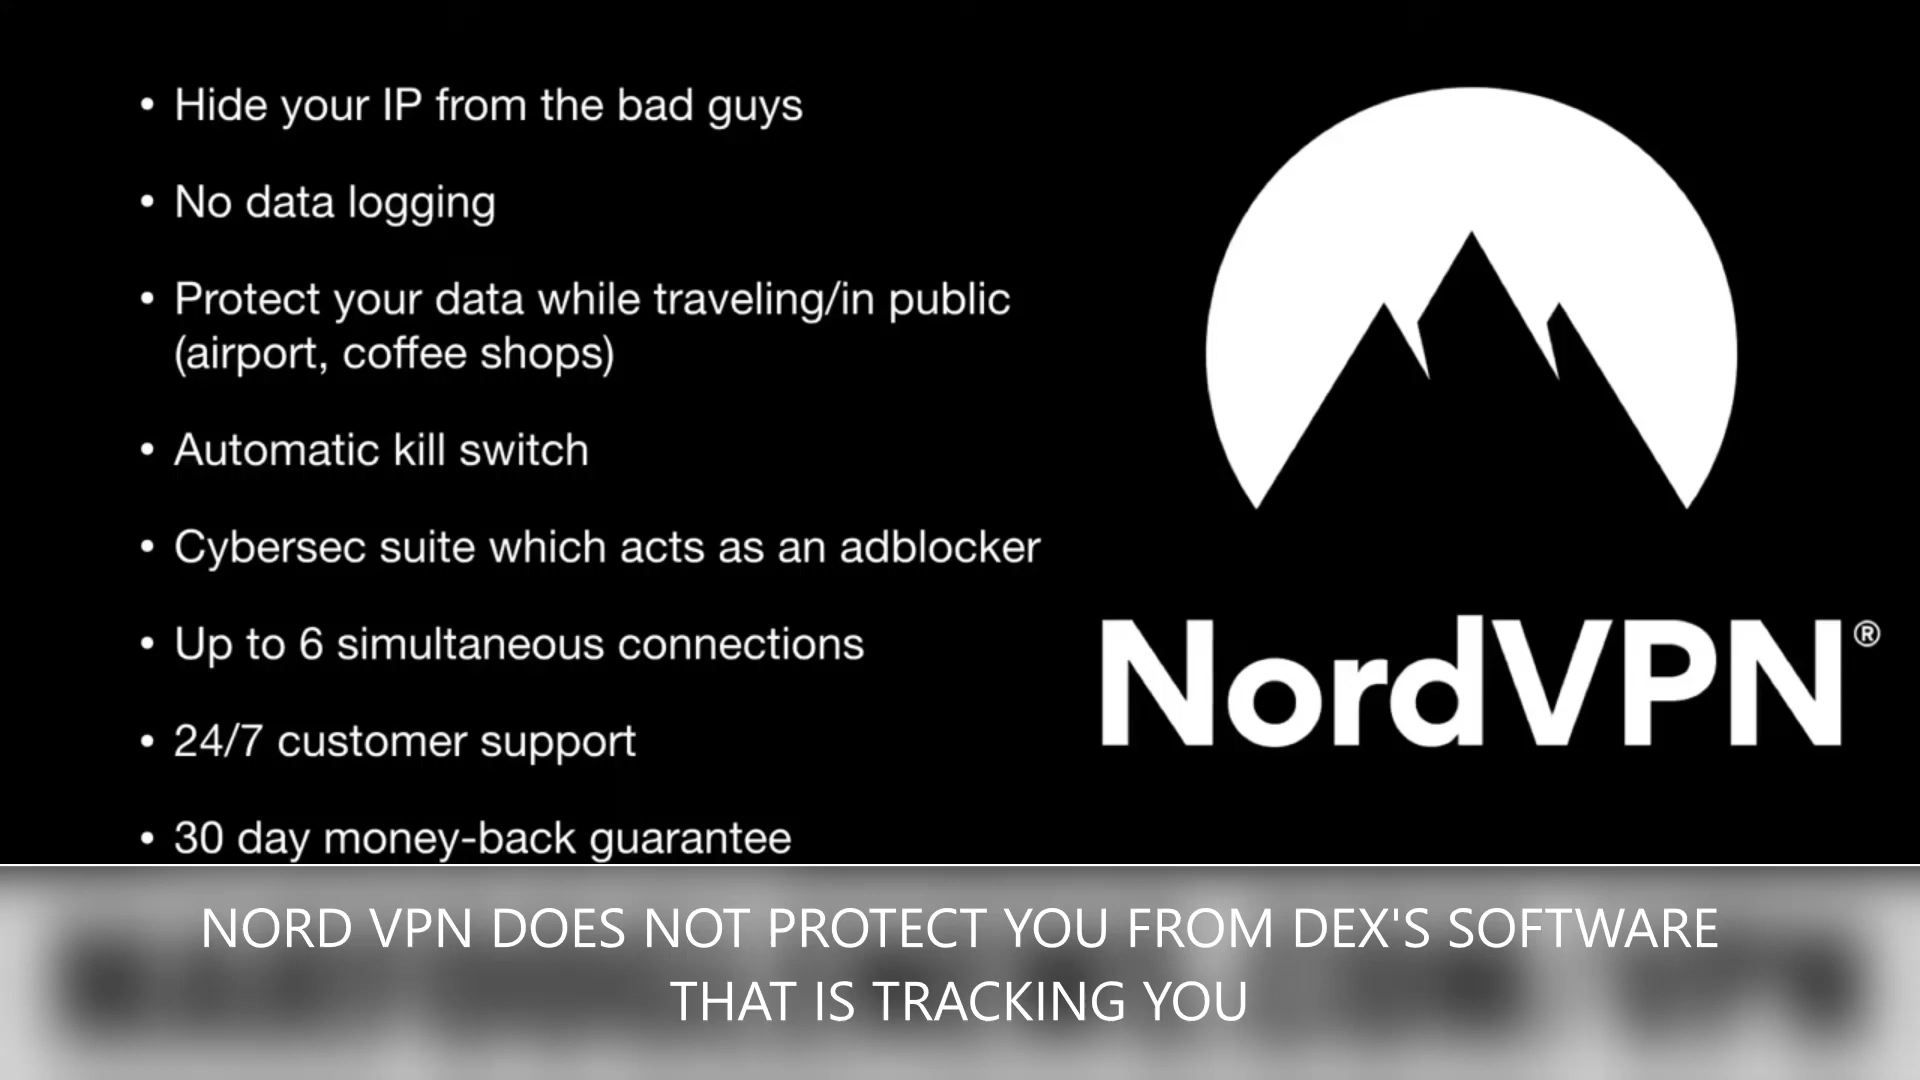 • Hide your IP from the bad guys
• No data logging
• Protect your data while traveling/in public
(airport, coffee shops)
• Automatic kill switch
• Cybersec suite which acts as an adblocker
• Up to 6 simultaneous connections
• 24/7 customer support
• 30 day money-back guarantee
NordVPN®
NORD VPN DOES NOT PROTECT YOU FROM DEX'S SOFTWARE
THAT IS TRACKING YOU